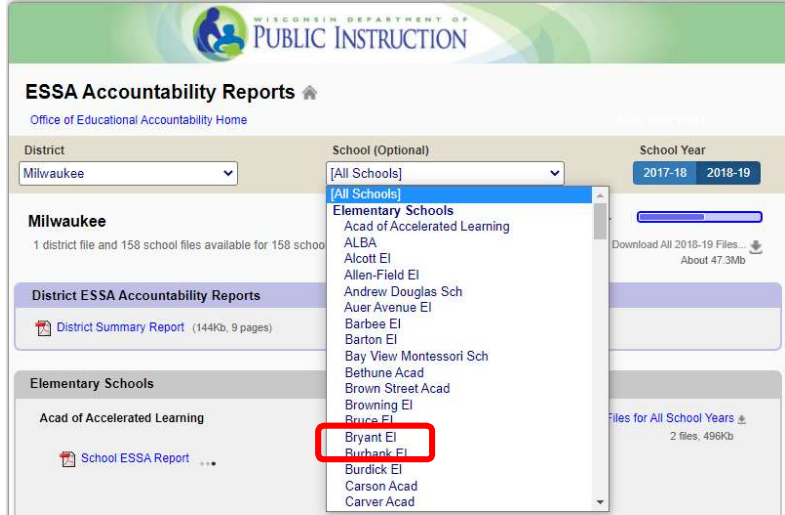 WISCONSIN DEPARTMENT OF
PUBLIC INSTRUCTION
ESSA Accountability Reports
Office of Educational Accountability Home
District
School (Optional)
School Year
Milwaukee
[All Schools]
2017-18
2018-19
[All Schools]
Elementary Schools
Acad of Accelerated Learning
ALBA
Alcott El
Allen-Field El
Andrew Douglas Sch
Auer Avenue El
Barbee El
Barton El
Bay View Montessori Sch
Bethune Acad
Brown Street Acad
Browning El
Bruce El
Bryant El
Burbank El
Burdick El
Carson Acad
Carver Acad
Milwaukee
1 district file and 158 school files available for 158 schoo
Download All 2018-19 Files...
About 47.3Mb
District ESSA Accountability Reports
District Summary Report (144Kb, 9 pages)
Elementary Schools
Acad of Accelerated Learning
Files for All School Years
2 files, 496Kb
School ESSA Report